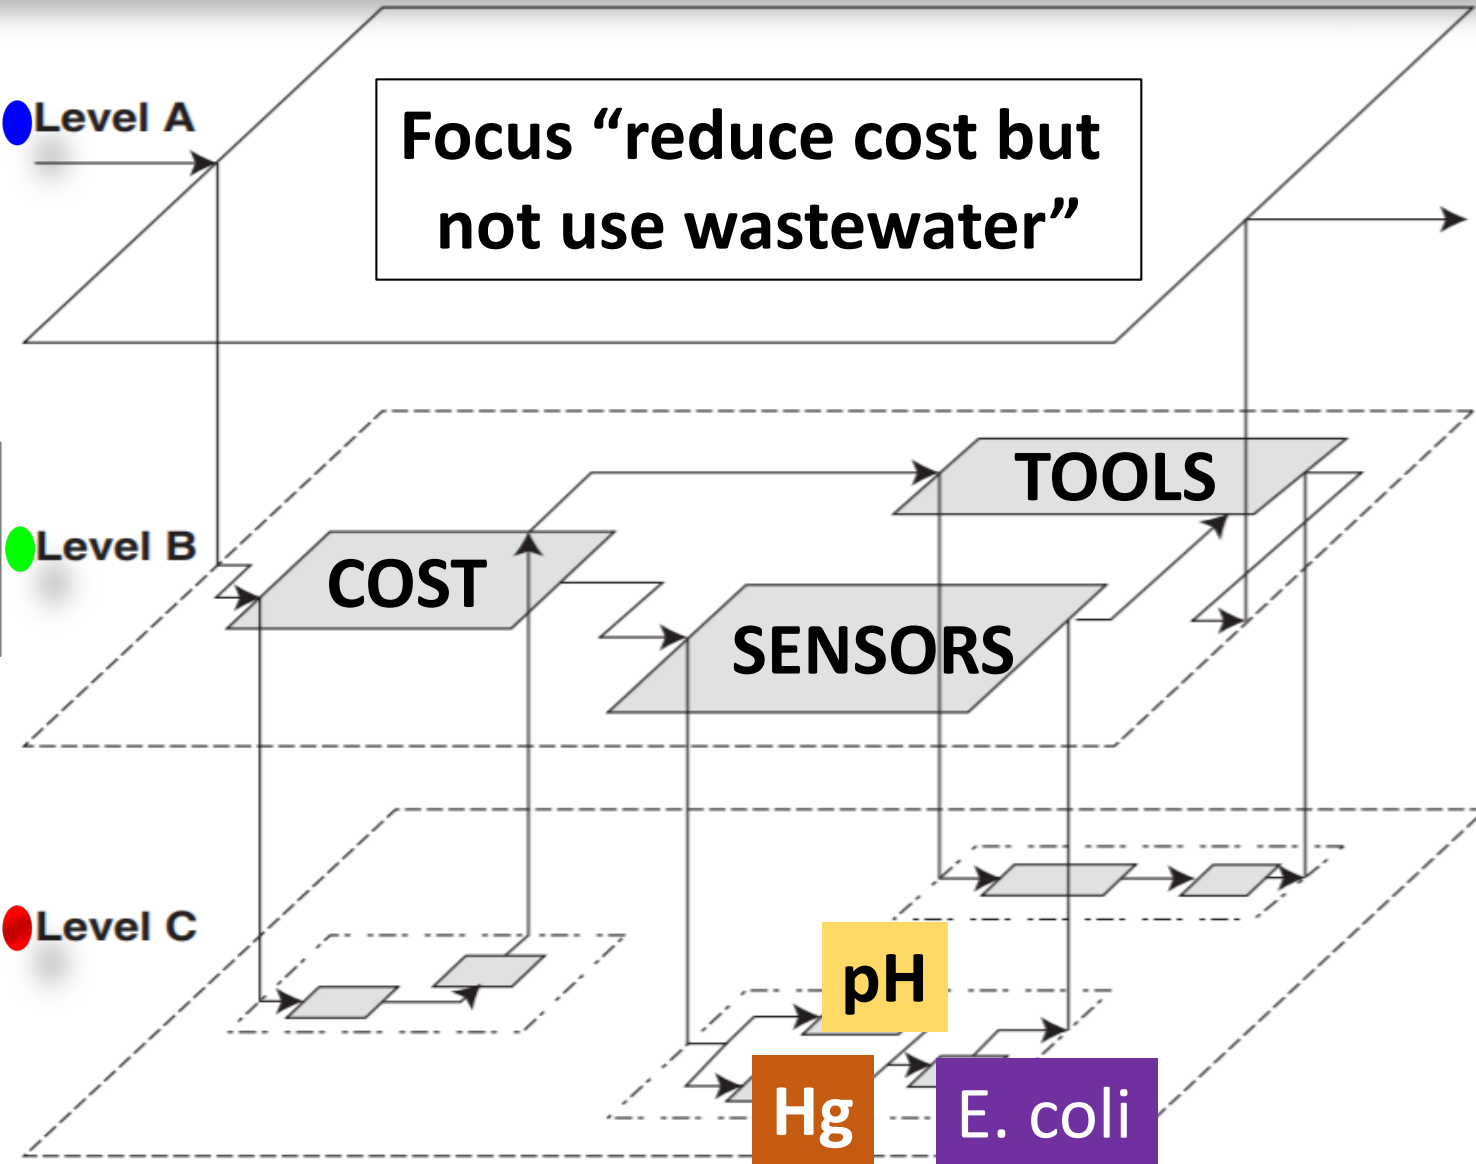 Level A
Focus “reduce cost but
not use wastewater”
Level B
COST
TOOLS
SENSORS
Level C
pH
Hg
E. coli